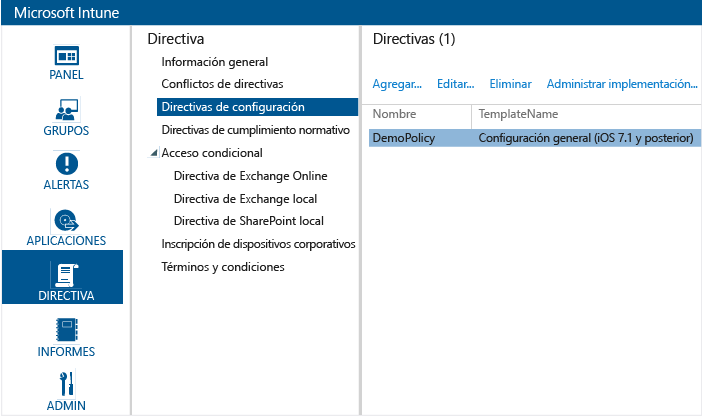 Microsoft Intune
PANEL
GRUPOS
ALERTAS
APLICACIONES
DIRECTIVA
INFORMES
ADMIN
Directiva
Información general
Conflictos de directivas
Directivas de configuración
Directivas de cumplimiento normativo
Acceso condicional
Directiva de Exchange Online
Directiva de Exchange local
Directiva de SharePoint local
Inscripción de dispositivos corporativos
Términos y condiciones
Directivas (1)
Agregar... Editar... Eliminar Administrar implementación...
Nombre TemplateName
DemoPolicy Configuración general (iOS 7.1 y posterior)